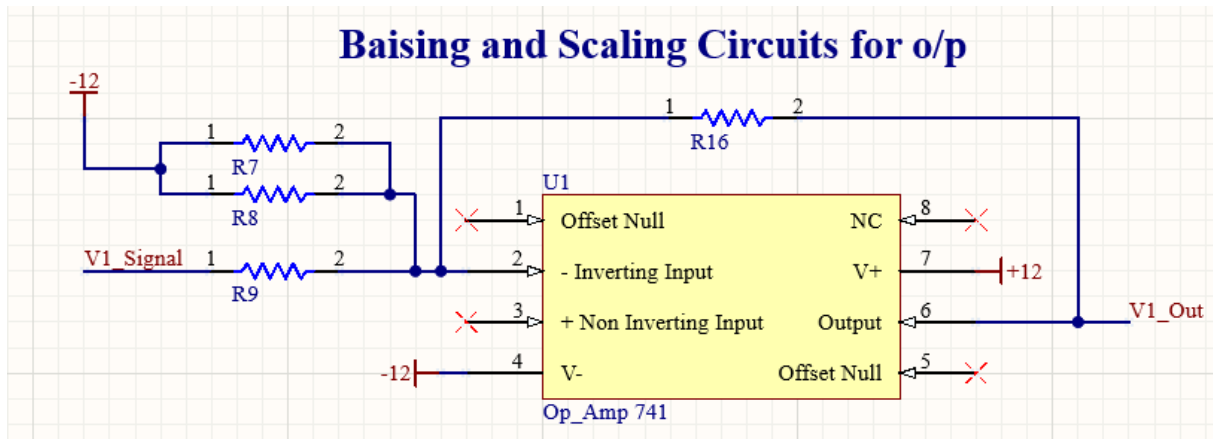 Baising and Scaling Circuits for o/p
-12
1 2
R7
1 2
R8
V1_Signal 1 2
R9
1 2
R16
U1
1 Offset Null NC 8
2 - Inverting Input V+ 7 +12
3 + Non Inverting Input Output 6 V1_Out
-12 4 V- Offset Null 5
Op_Amp 741